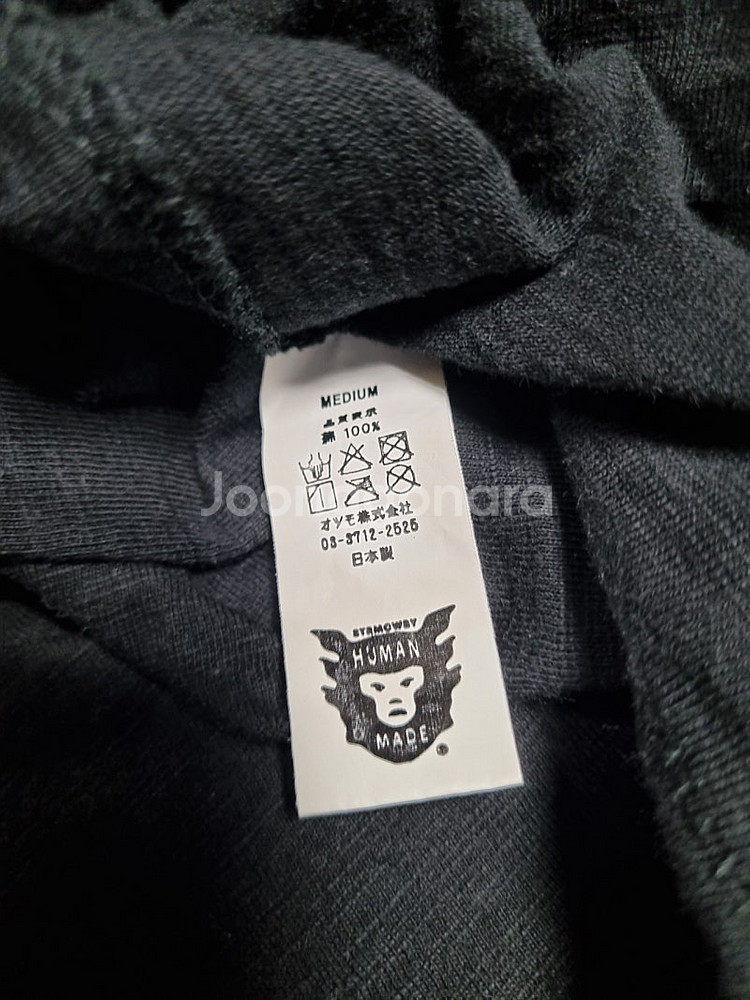 MEDIUM
品質表示
綿 100%
オツモ株式会社
03-3712-2525
日本製
STRMCWBY
HUMAN
MADE
®